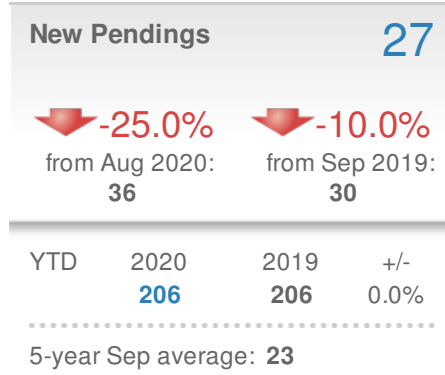 New Pendings 27
-25.0% -10.0%
from Aug 2020: from Sep 2019:
36 30
YTD 2020 2019 +/-
206 206 0.0%
5-year Sep average: 23